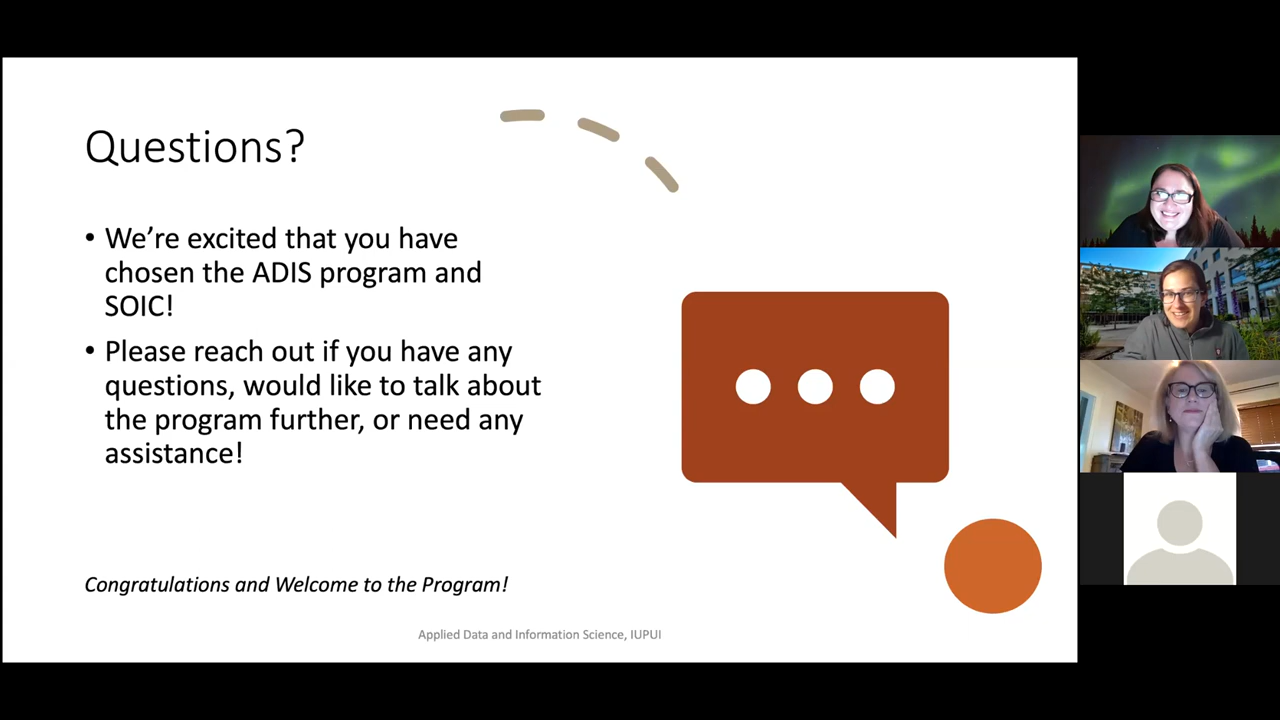 Questions?
• We’re excited that you have
chosen the ADIS program and
SOIC!
• Please reach out if you have any
questions, would like to talk about
the program further, or need any
assistance!
Congratulations and Welcome to the Program!
Applied Data and Information Science, IUPUI